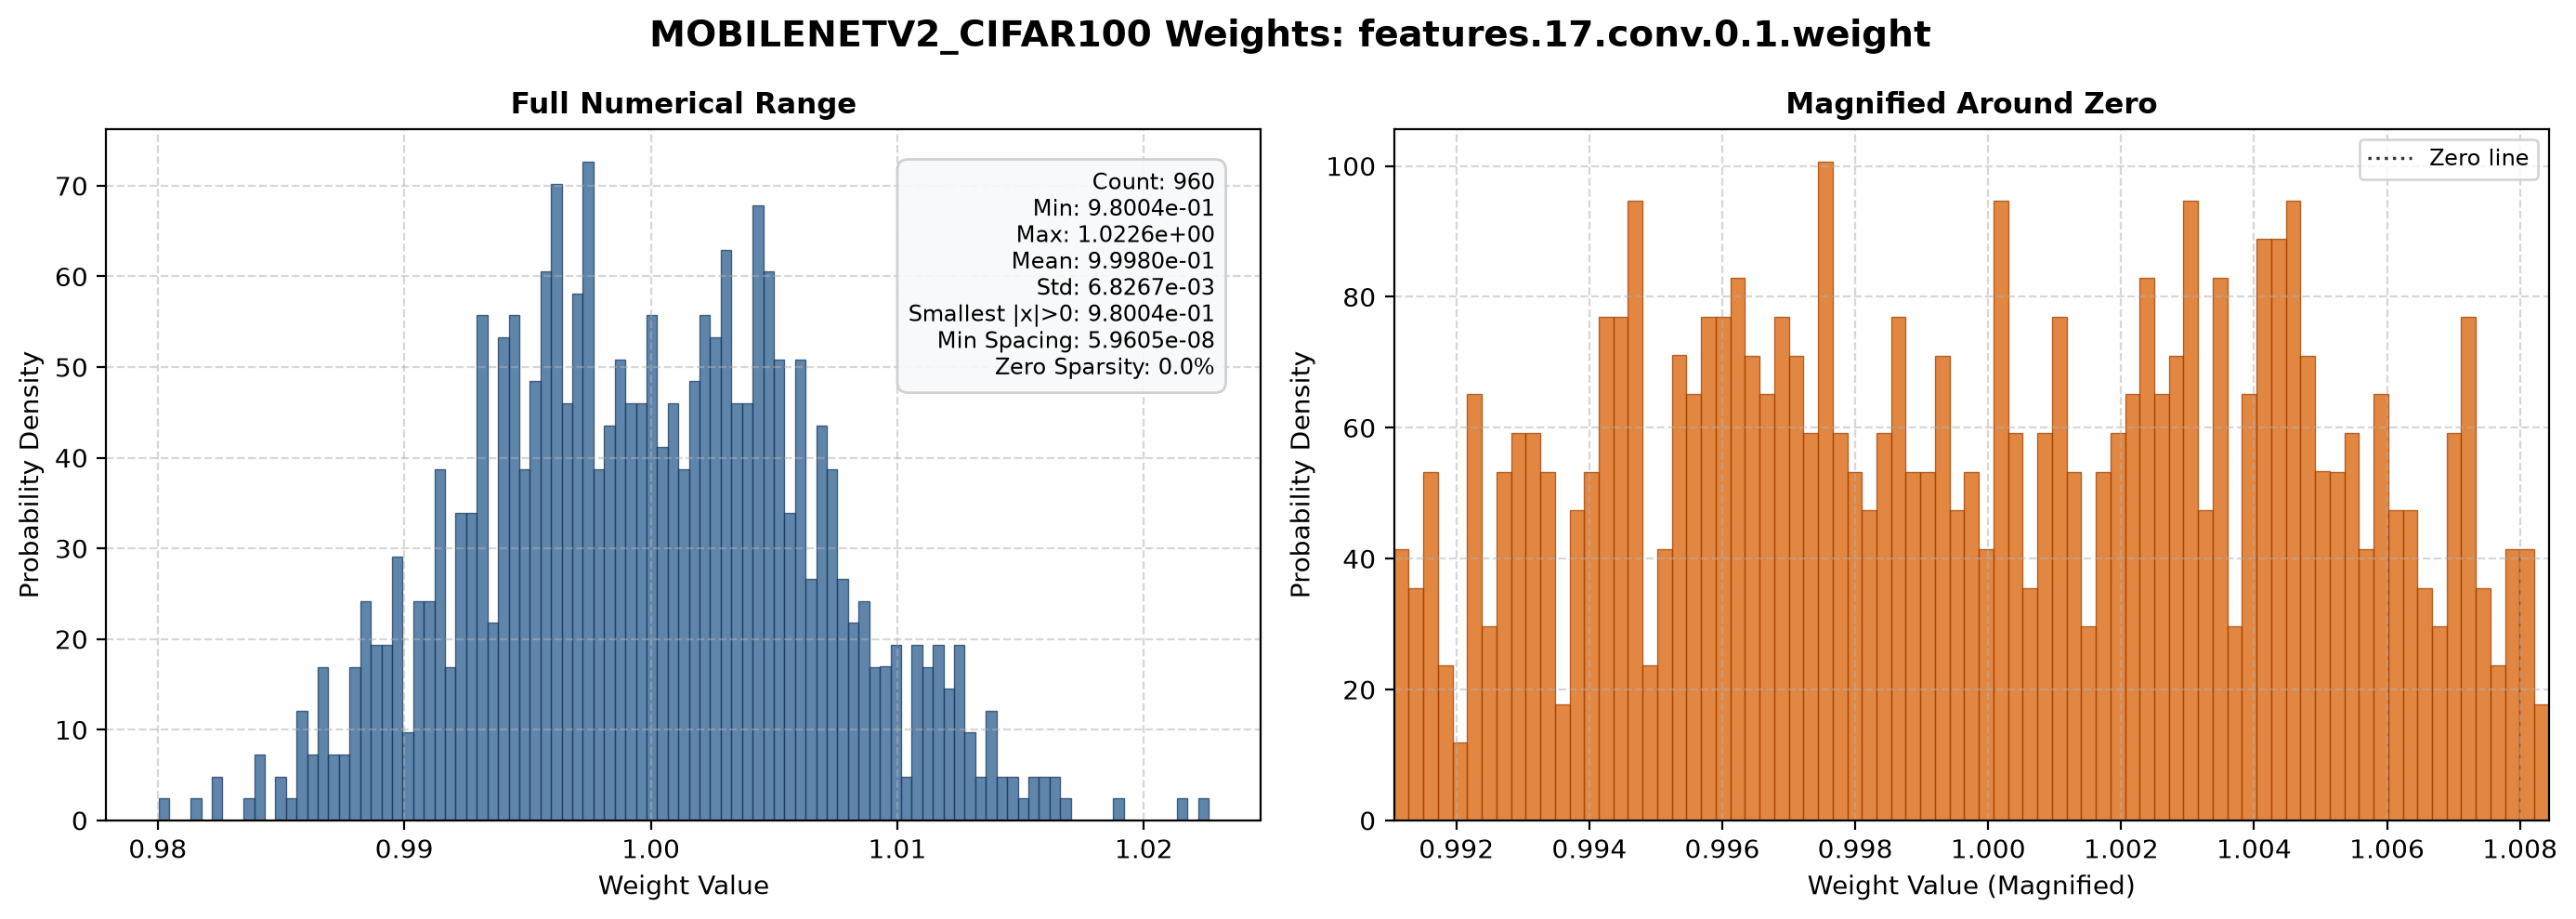 MOBILENETV2_CIFAR100 Weights: features.17.conv.0.1.weight
Full Numerical Range
Probability Density
70
60
50
40
30
20
10
0
Count: 960
Min: 9.8004e-01
Max: 1.0226e+00
Mean: 9.9980e-01
Std: 6.8267e-03
Smallest |x|>0: 9.8004e-01
Min Spacing: 5.9605e-08
Zero Sparsity: 0.0%
0.98 0.99 1.00 1.01 1.02
Weight Value
Magnified Around Zero
Probability Density
100
80
60
40
20
0
Zero line
0.992 0.994 0.996 0.998 1.000 1.002 1.004 1.006 1.008
Weight Value (Magnified)